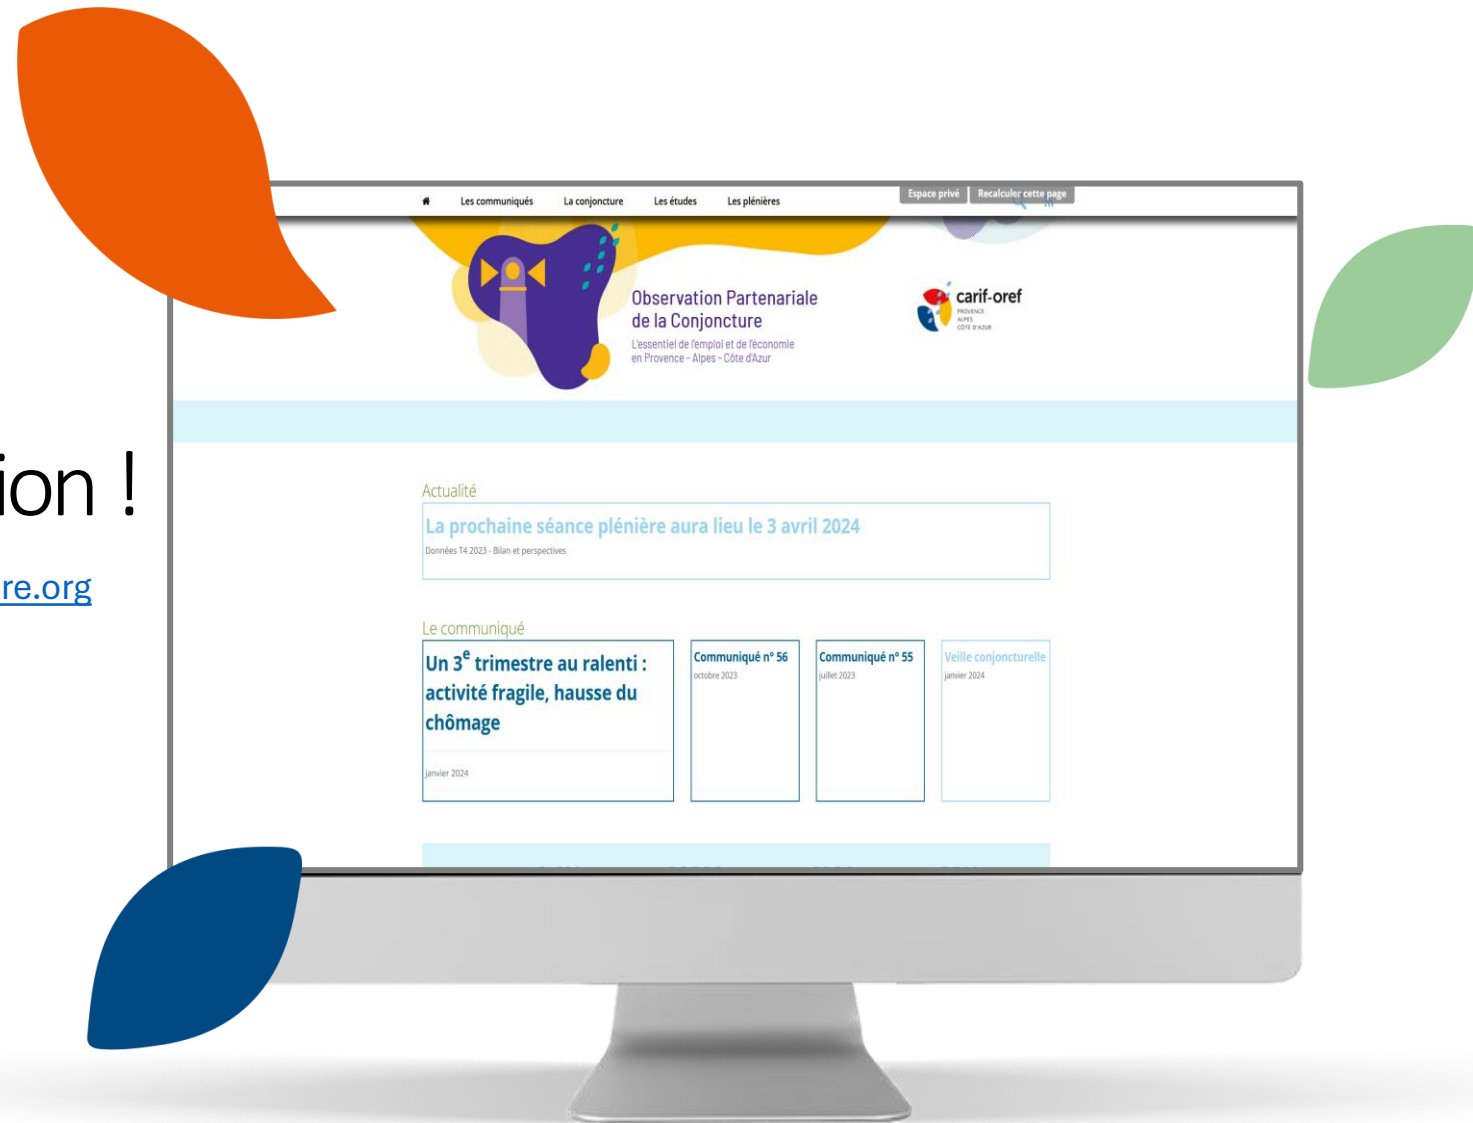 Les communiqués La conjoncture Les études Les plénières Espace privé Recalculer cette page
Observation Partenariale
de la Conjoncture
L'essentiel de l'emploi et de l'économie
en Provence - Alpes - Côte d'Azur
carif-oref
PROVENCE
ALPES
CÔTE D'AZUR
ion !
re.org
Actualité
La prochaine séance plénière aura lieu le 3 avril 2024
Données T4 2023 - Bilan et perspectives
Le communiqué
Un 3e trimestre au ralenti :
activité fragile, hausse du
chômage
janvier 2024
Communiqué n° 56
octobre 2023
Communiqué n° 55
juillet 2023
Veille conjoncturelle
janvier 2024